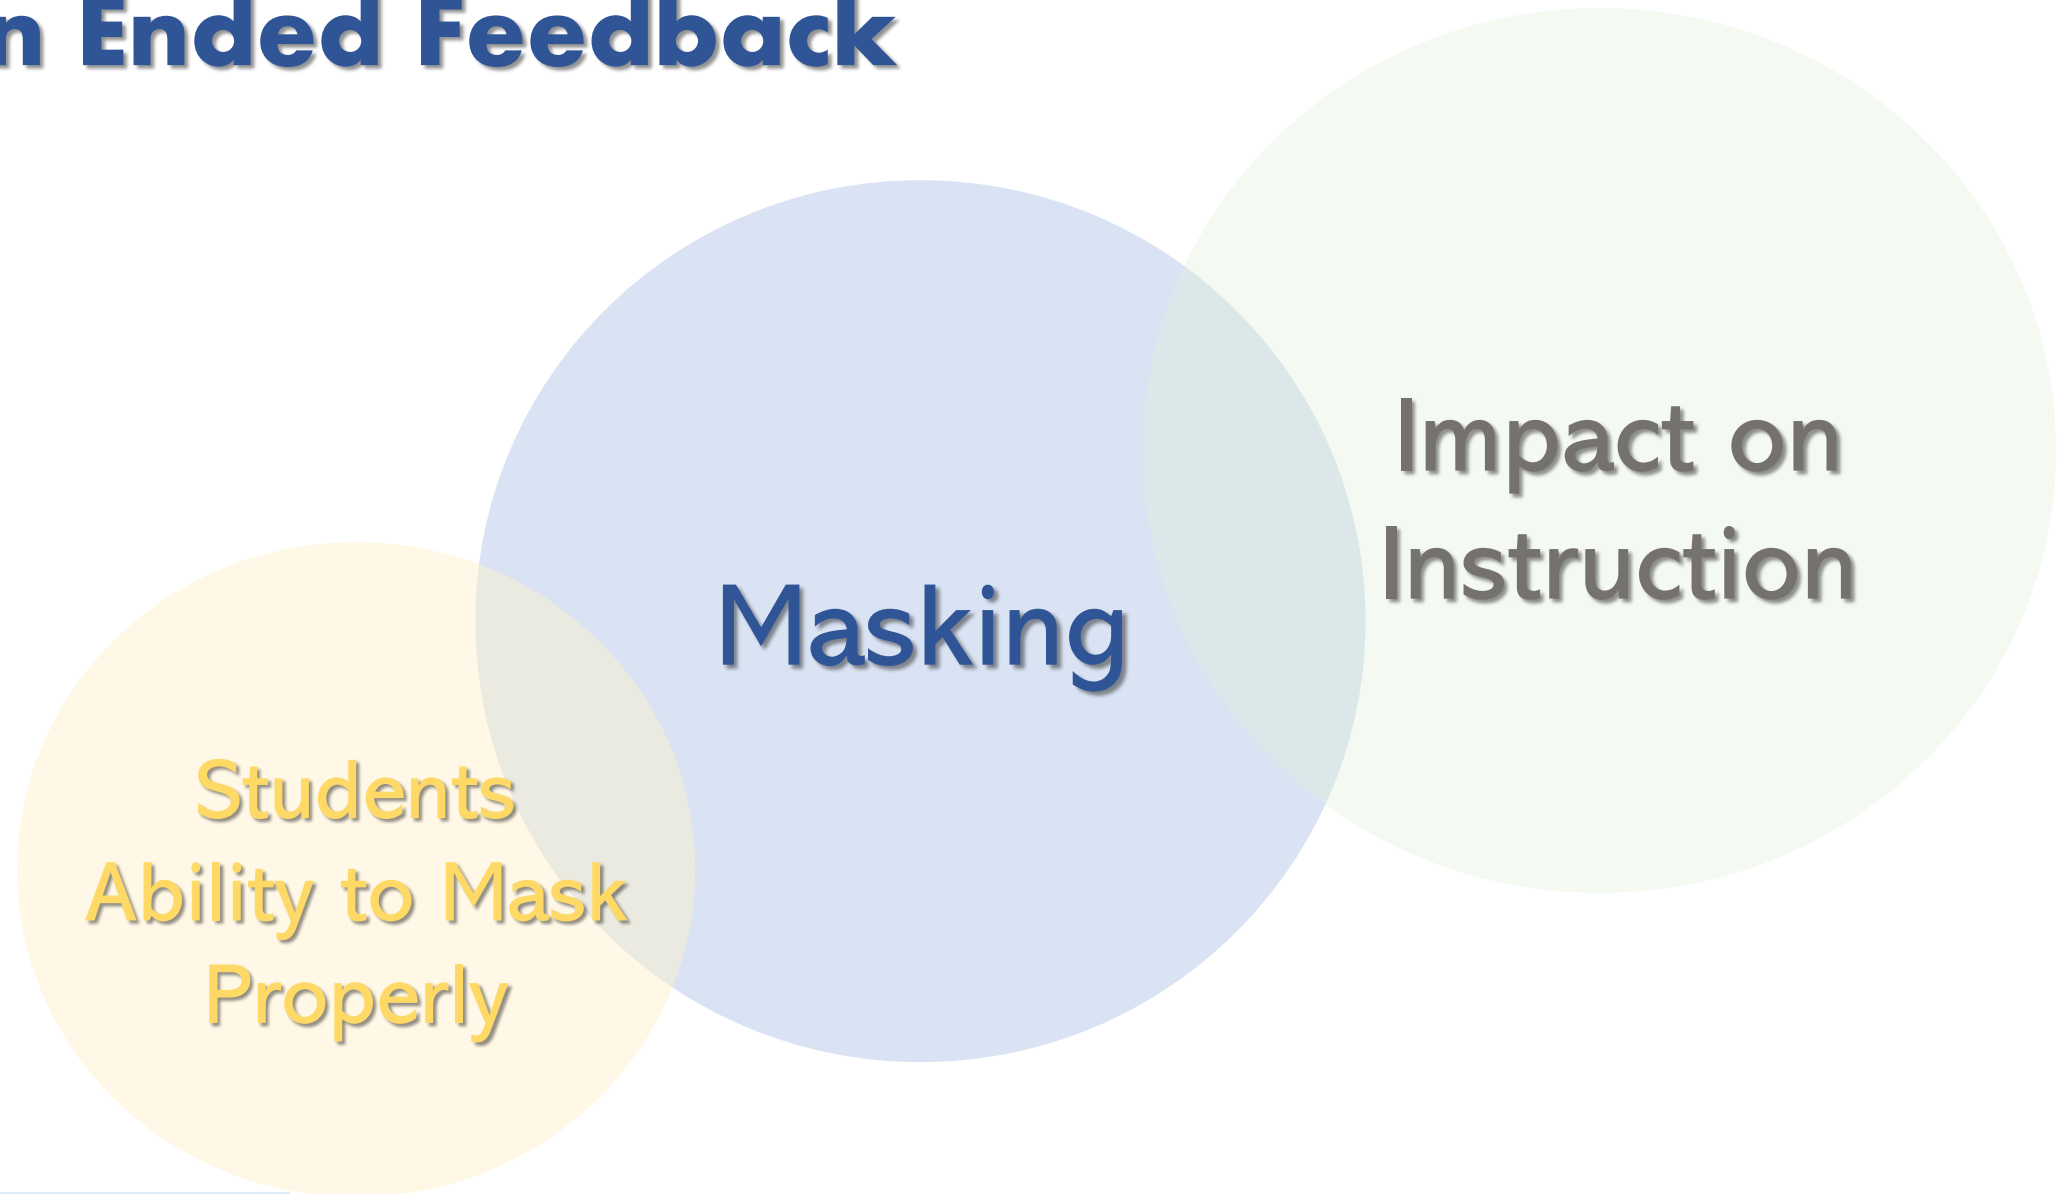 n Ended Feedback
Impact on
Instruction
Masking
Students
Ability to Mask
Properly